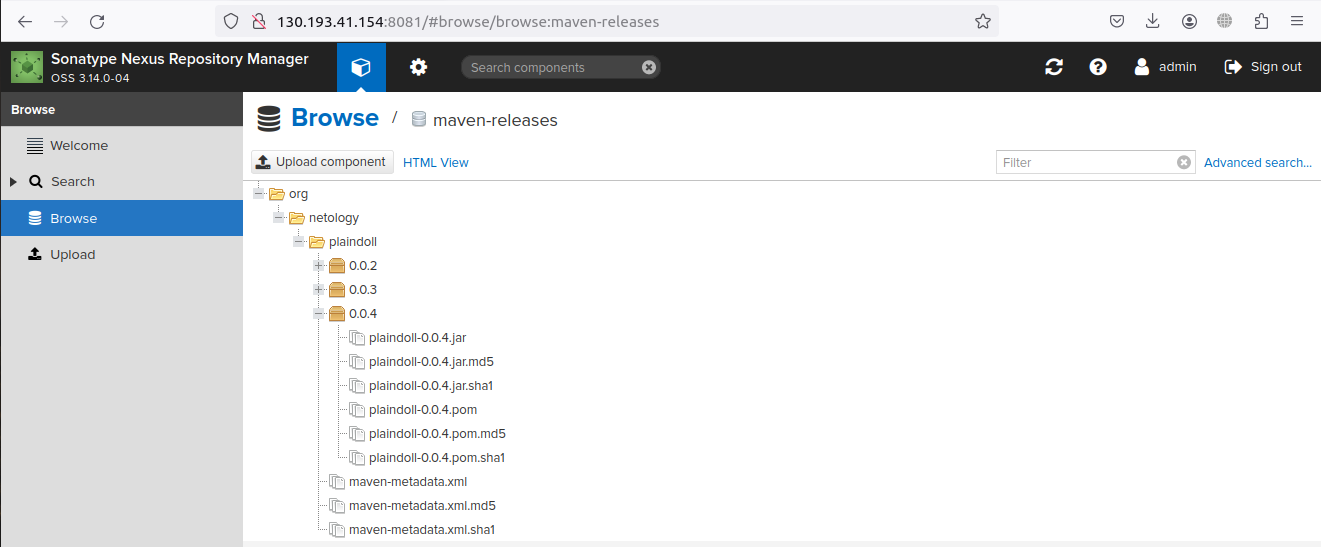 130.193.41.154:8081/#browse/browse:maven-releases
Sonatype Nexus Repository Manager
OSS 3.14.0-04
Search components
admin
Sign out
Browse
Welcome
Search
Browse
Upload
Browse / maven-releases
Upload component
HTML View
Filter
Advanced search...
org
netology
plaindoll
0.0.2
0.0.3
0.0.4
plaindoll-0.0.4.jar
plaindoll-0.0.4.jar.md5
plaindoll-0.0.4.jar.sha1
plaindoll-0.0.4.pom
plaindoll-0.0.4.pom.md5
plaindoll-0.0.4.pom.sha1
maven-metadata.xml
maven-metadata.xml.md5
maven-metadata.xml.sha1